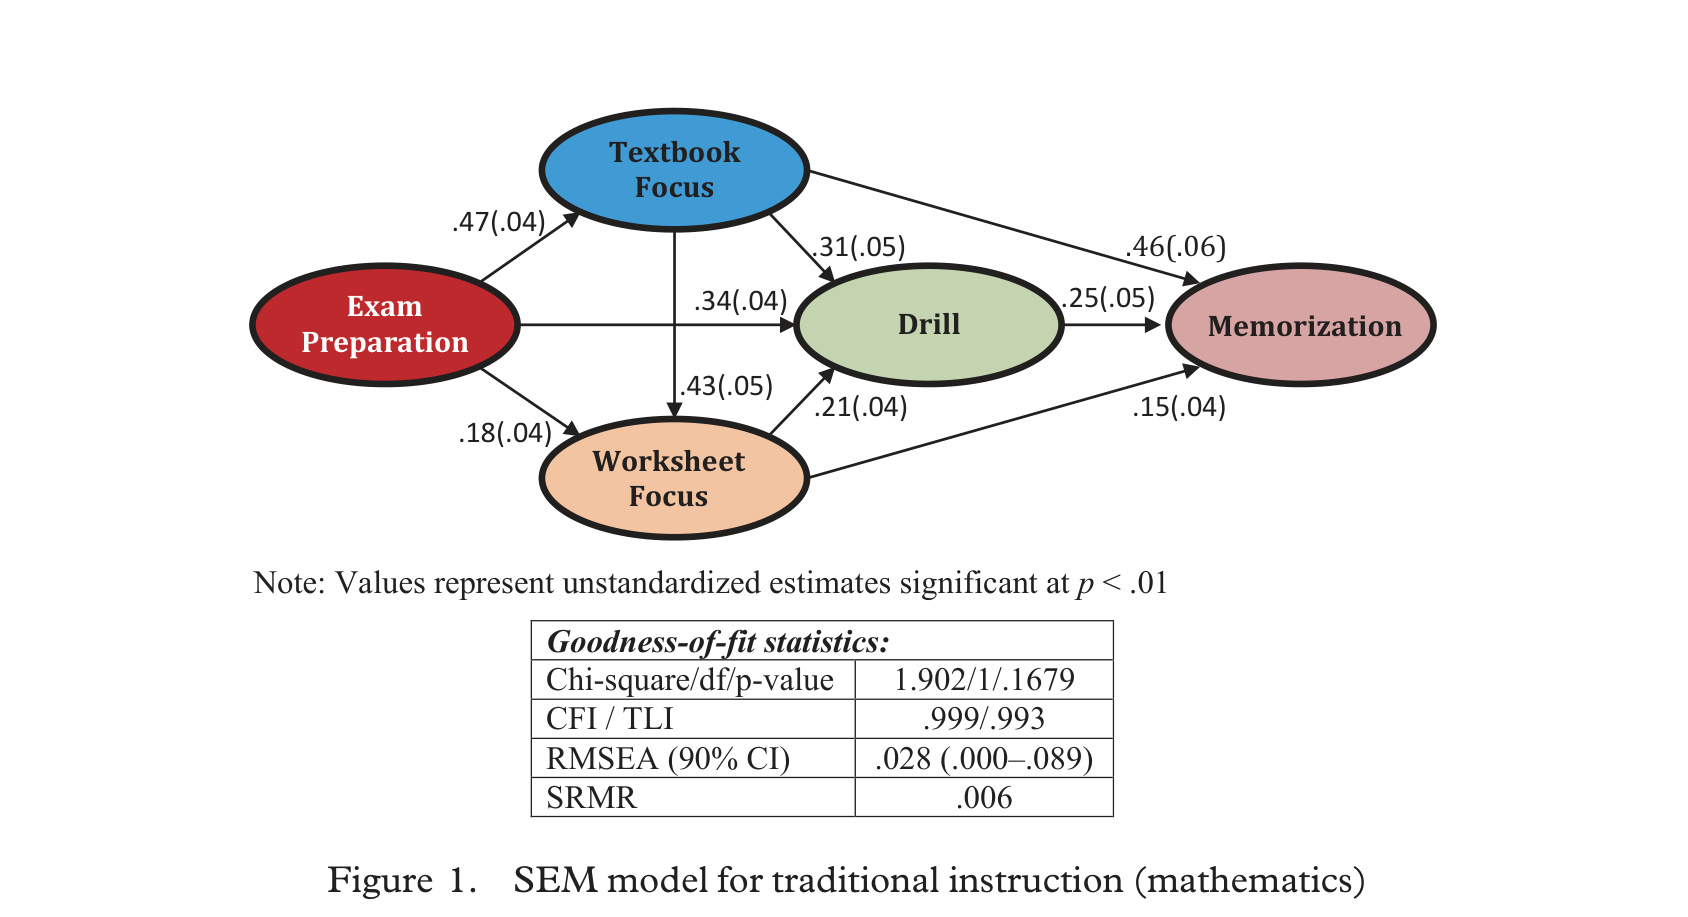 Textbook
Focus
.47(.04)
.31(.05)
.46(.06)
Exam
Preparation
.34(.04)
Drill
.25(.05)
Memorization
.43(.05)
.18(.04)
.21(.04)
.15(.04)
Worksheet
Focus
Note: Values represent unstandardized estimates significant at p < .01
Goodness-of-fit statistics:
Chi-square/df/p-value 1.902/1/.1679
CFI / TLI .999/.993
RMSEA (90% CI) .028 (.000–.089)
SRMR .006
Figure 1. SEM model for traditional instruction (mathematics)